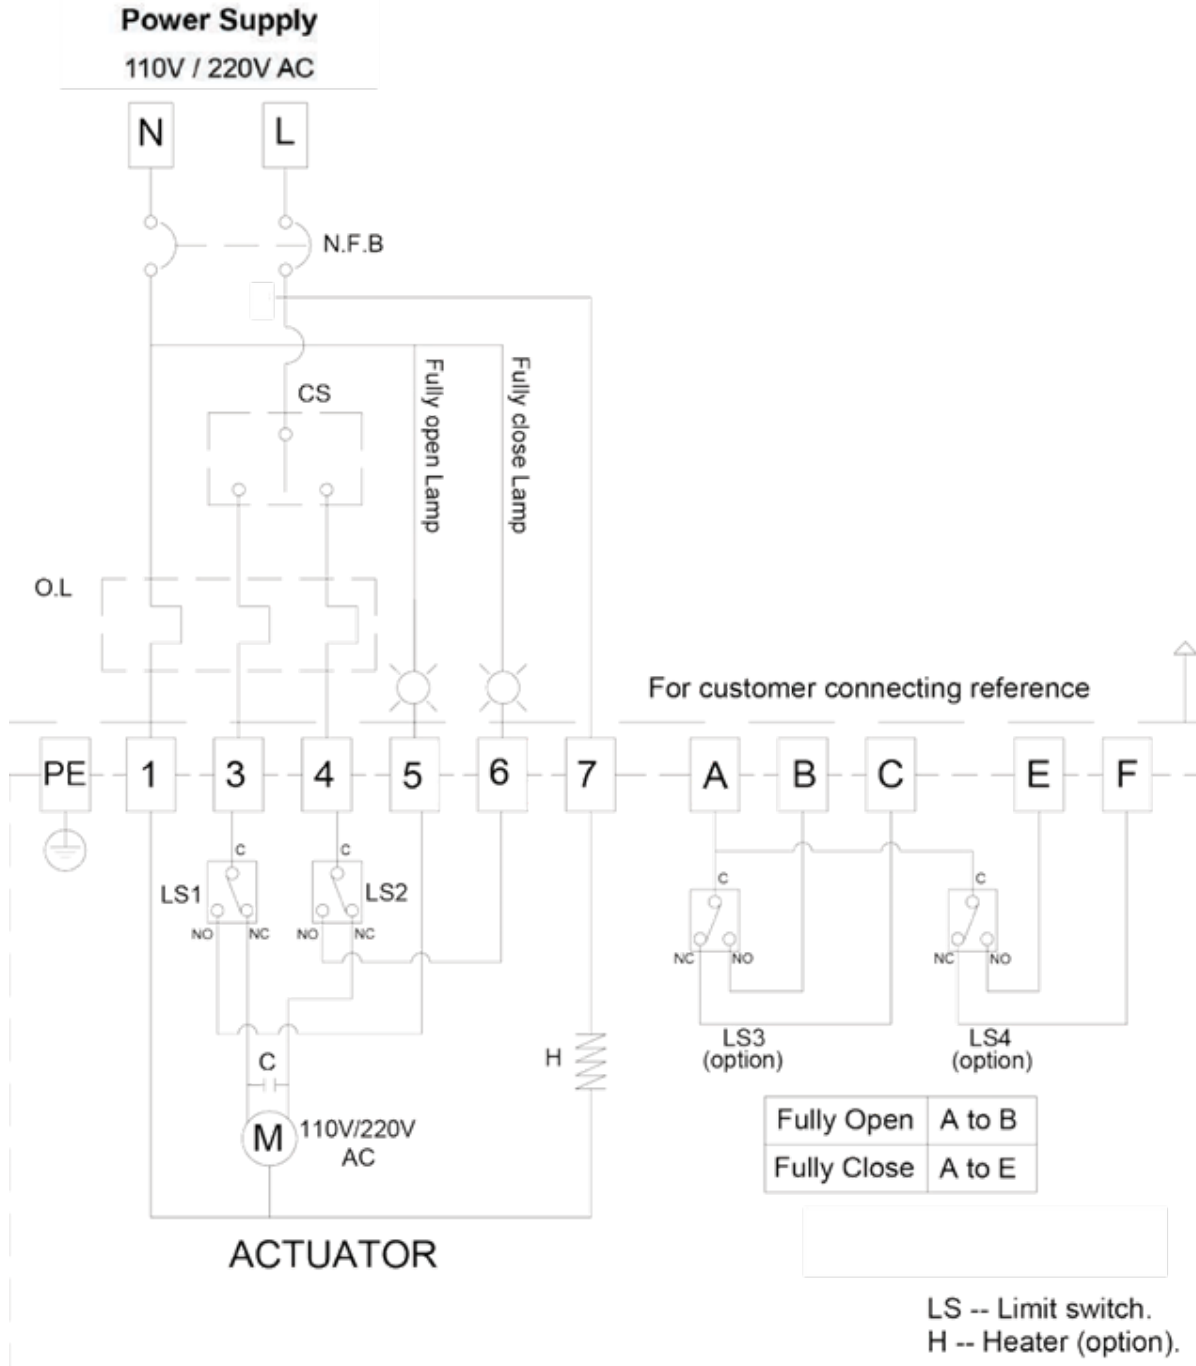 Power Supply
110V / 220V AC
N
L
N.F.B
CS
Fully open Lamp
Fully close Lamp
O.L
For customer connecting reference
PE
1
3
4
5
6
7
A
B
C
E
F
C
C
LS1
LS2
NO
NC
NO
NC
C
C
NC
NO
NC
NO
LS3
(option)
LS4
(option)
H
C
M
110V/220V
AC
Fully Open A to B
Fully Close A to E
ACTUATOR
LS -- Limit switch.
H -- Heater (option).